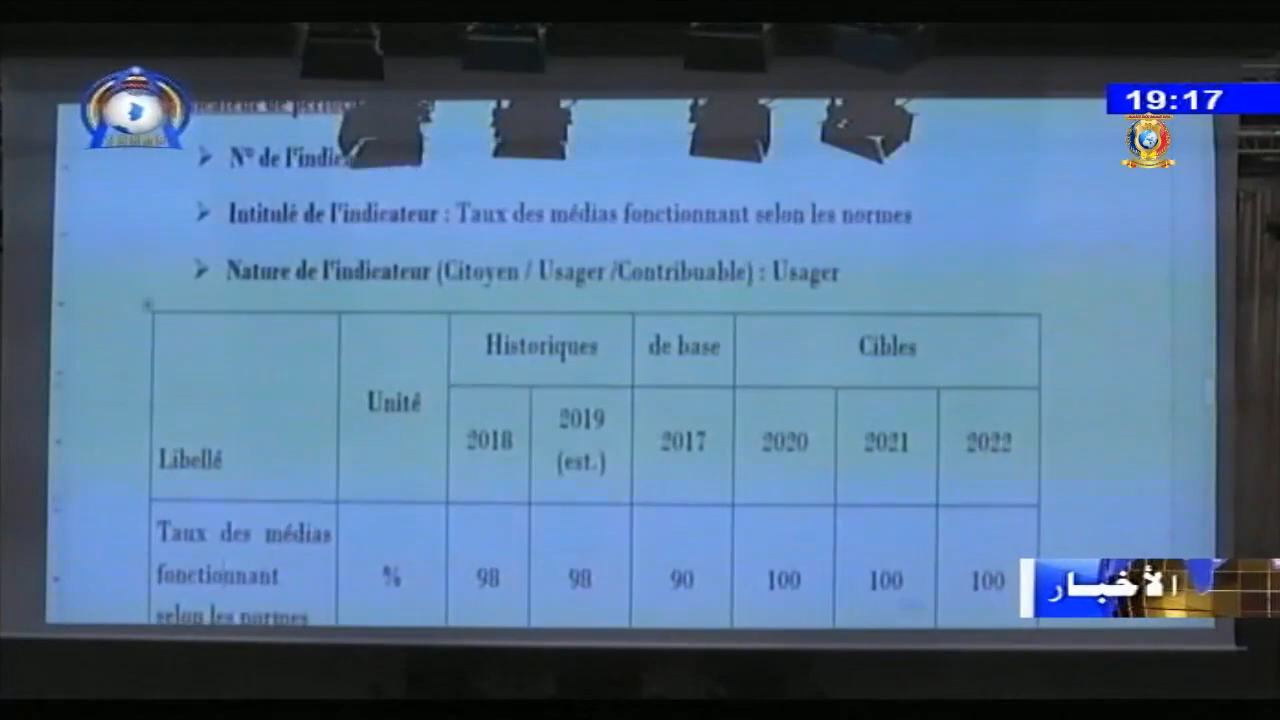 19:17
N° de l'indic
Intitulé de l'indicateur : Taux des médias fonctionnant selon les normes
Nature de l'indicateur (Citoyen / Usager /Contribuable) : Usager
Historiques de base Cibles
Unité
2018 2019 2017 2020 2021 2022
(est.)
Libellé
Taux des médias
fonctionnant % 98 98 90 100 100 100
selon les normes
الأخبار